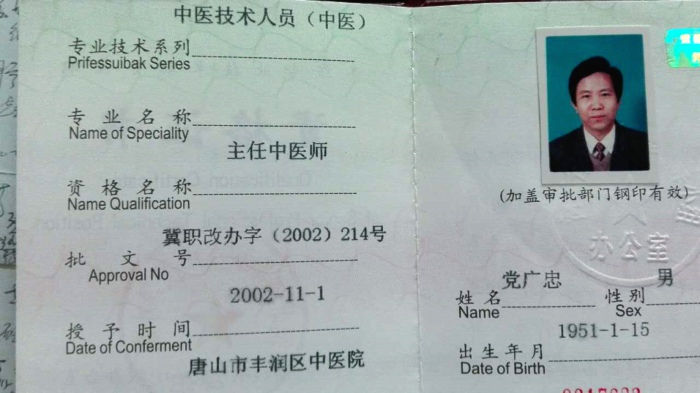 中医技术人员（中医）
专业技术系列
Prifessuibak Series
专业名称
Name of Speciality
主任中医师
资格名称
Name Qualification
冀职改办字（2002）214号
批文号
Approval No
2002-11-1
授予时间
Date of Conferment
唐山市丰润区中医院
(加盖审批部门钢印有效)
党广忠 男
姓名 性别
Name Sex
1951-1-15
出生年月
Date of Birth